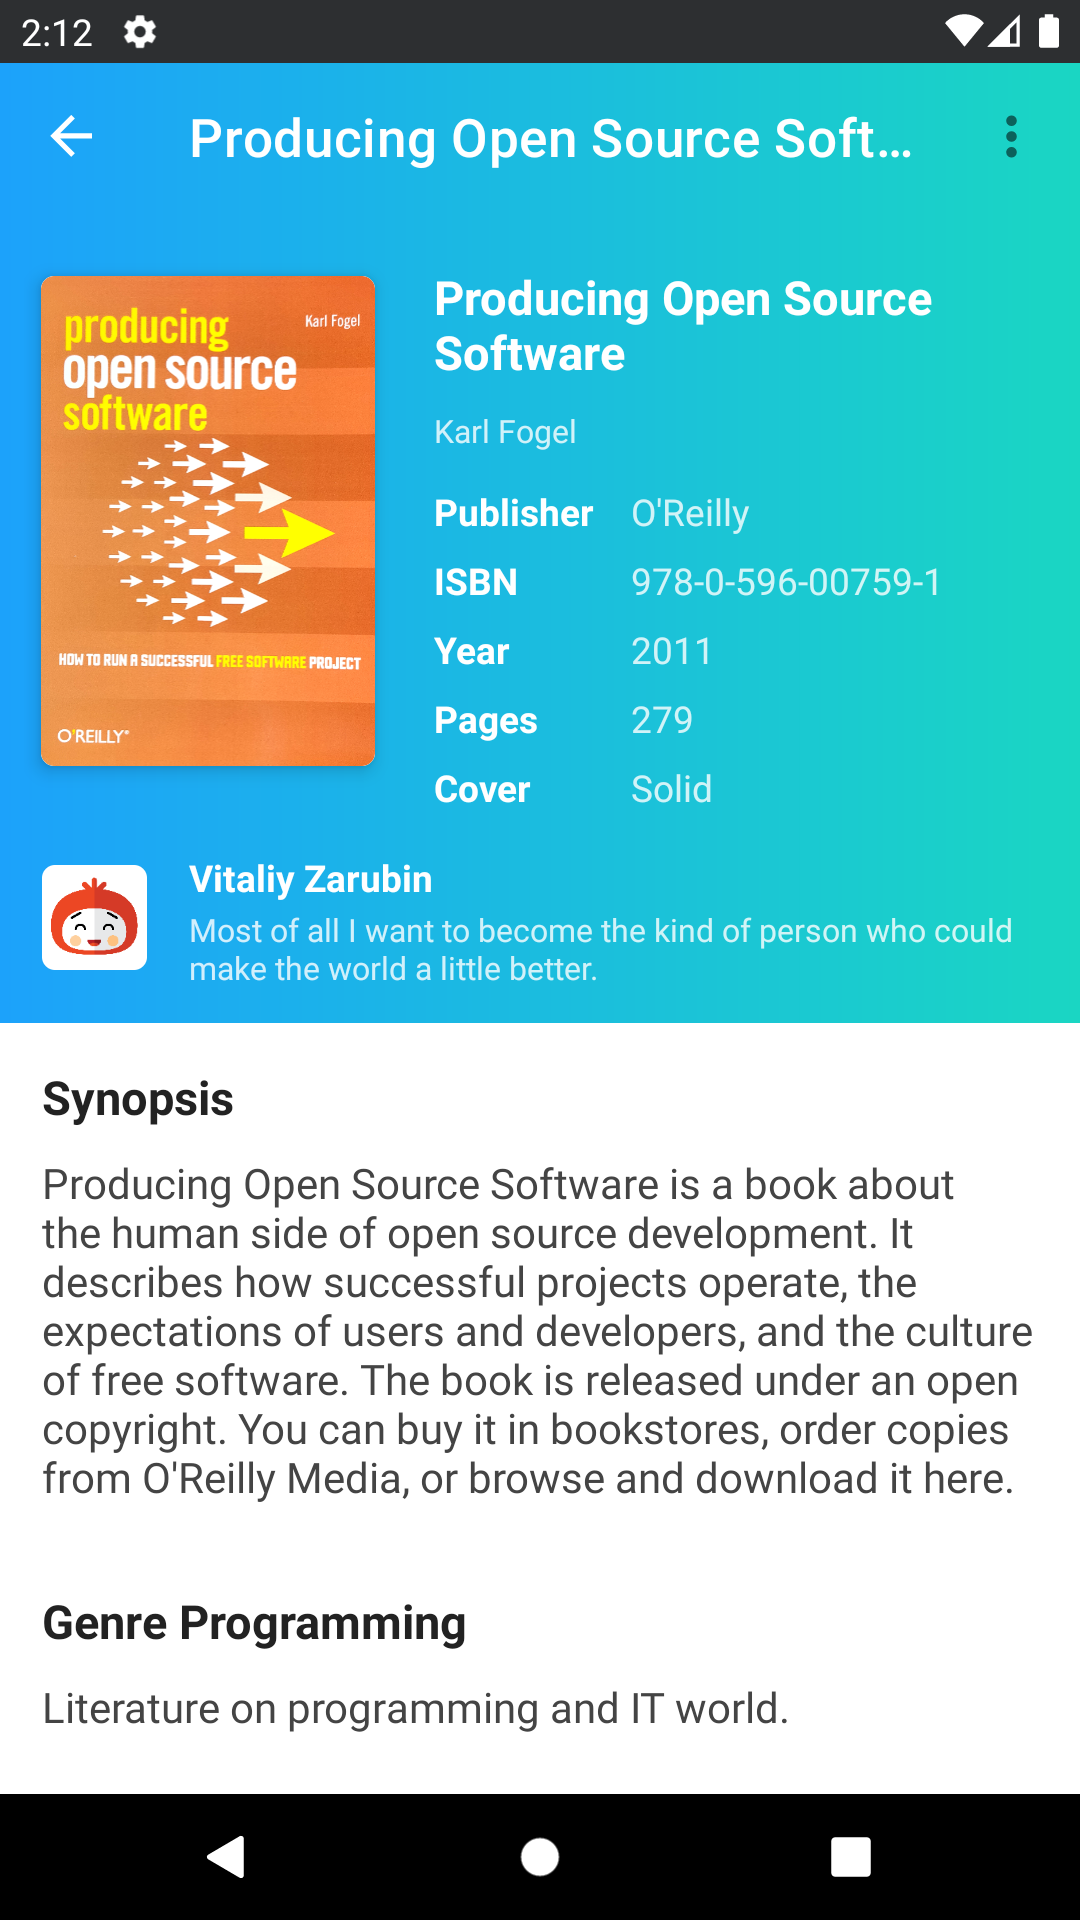 2:12
Producing Open Source Soft...
producing
Karl Fogel
open source
software
HOW TO RUN A SUCCESSFUL FREE SOFTWARE PROJECT
O'REILLY®
Producing Open Source
Software
Karl Fogel
Publisher O'Reilly
ISBN 978-0-596-00759-1
Year 2011
Pages 279
Cover Solid
Vitaliy Zarubin
Most of all I want to become the kind of person who could
make the world a little better.
Synopsis
Producing Open Source Software is a book about
the human side of open source development. It
describes how successful projects operate, the
expectations of users and developers, and the culture
of free software. The book is released under an open
copyright. You can buy it in bookstores, order copies
from O'Reilly Media, or browse and download it here.
Genre Programming
Literature on programming and IT world.